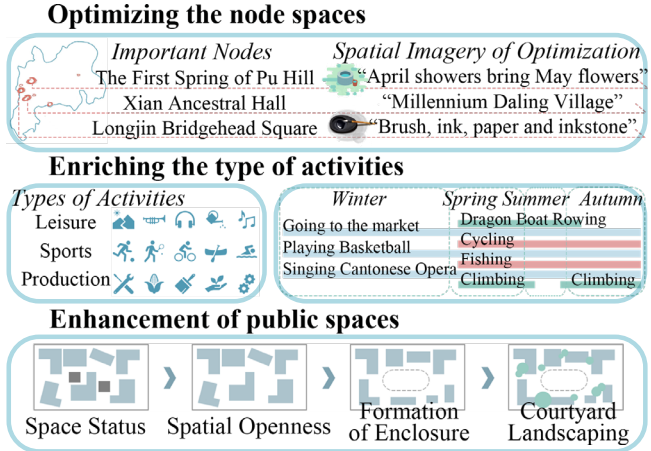 Optimizing the node spaces
Important Nodes
Spatial Imagery of Optimization
The First Spring of Pu Hill
“April showers bring May flowers”
Xian Ancestral Hall
“Millennium Daling Village”
Longjin Bridgehead Square
“Brush, ink, paper and inkstone”
Enriching the type of activities
Types of Activities
Leisure
Sports
Production
Winter
Spring
Summer
Autumn
Going to the market
Dragon Boat Rowing
Playing Basketball
Cycling
Singing Cantonese Opera
Fishing
Climbing
Climbing
Enhancement of public spaces
Space Status
Spatial Openness
Formation
of Enclosure
Courtyard
Landscaping